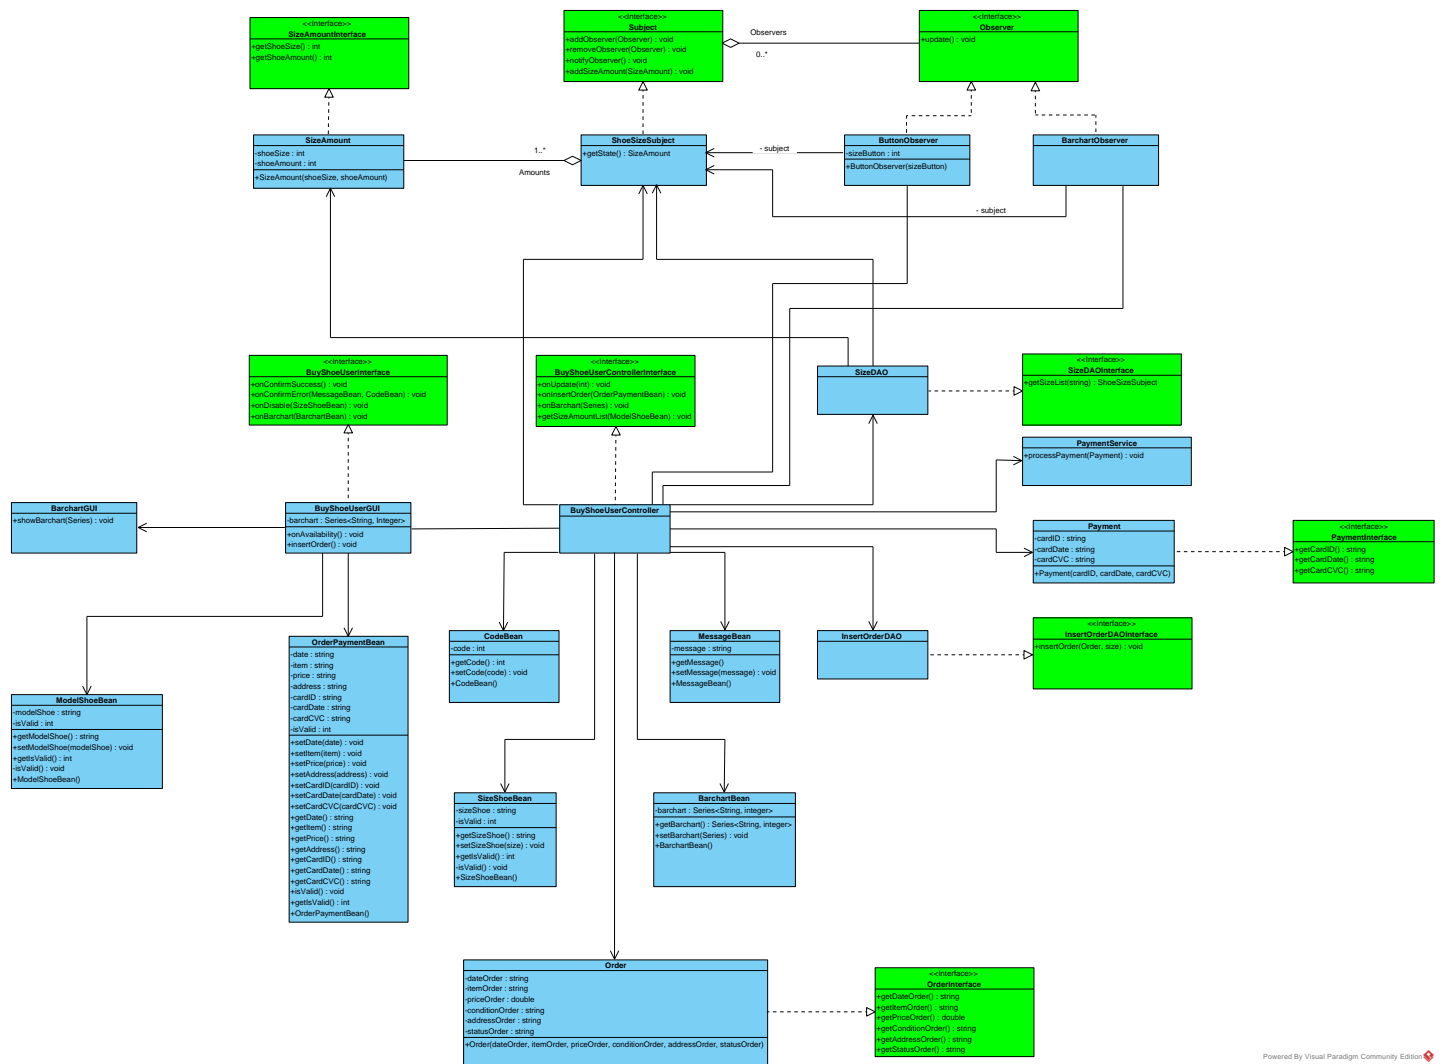 <<Interface>>
SizeAmountInterface
+getShoeSize() : int
+getShoeAmount() : int
<<Interface>>
Subject
+addObserver(Observer) : void
+removeObserver(Observer) : void
+notifyObserver() : void
+addSizeAmount(SizeAmount) : void
Observers
0..*
<<Interface>>
Observer
+update() : void
SizeAmount
-shoeSize : int
-shoeAmount : int
+SizeAmount(shoeSize, shoeAmount)
1..*
Amounts
ShoeSizeSubject
+getState() : SizeAmount
- subject
ButtonObserver
-sizeButton : int
+ButtonObserver(sizeButton)
BarchartObserver
- subject
<<Interface>>
BuyShoeUserInterface
+onConfirmSuccess() : void
+onConfirmError(MessageBean, CodeBean) : void
+onDisable(SizeShoeBean) : void
+onBarchart(BarchartBean) : void
<<Interface>>
BuyShoeUserControllerInterface
+onUpdate(int) : void
+onInsertOrder(OrderPaymentBean) : void
+onBarchart(Series) : void
+getSizeAmountList(ModelShoeBean) : void
SizeDAO
<<Interface>>
SizeDAOInterface
+getSizeList(string) : ShoeSizeSubject
PaymentService
+processPayment(Payment) : void
BarchartGUI
+showBarchart(Series) : void
BuyShoeUserGUI
-barchart : Series<String, Integer>
+onAvailability() : void
+insertOrder() : void
BuyShoeUserController
Payment
-cardID : string
-cardDate : string
-cardCVC : string
+Payment(cardID, cardDate, cardCVC)
<<Interface>>
PaymentInterface
+getCardID() : string
+getCardDate() : string
+getCardCVC() : string
OrderPaymentBean
-date : string
-item : string
-price : string
-address : string
-cardID : string
-cardDate : string
-cardCVC : string
-isValid : int
+setDate(date) : void
+setItem(item) : void
+setPrice(price) : void
+setAddress(address) : void
+setCardID(cardID) : void
+setCardDate(cardDate) : void
+setCardCVC(cardCVC) : void
+getDate() : string
+getItem() : string
+getPrice() : string
+getAddress() : string
+getCardID() : string
+getCardDate() : string
+getCardCVC() : string
+isValid() : void
+getIsValid() : int
+OrderPaymentBean()
CodeBean
-code : int
+getCode() : int
+setCode(code) : void
+CodeBean()
MessageBean
-message : string
+getMessage()
+setMessage(message) : void
+MessageBean()
InsertOrderDAO
<<Interface>>
InsertOrderDAOInterface
+insertOrder(Order, size) : void
ModelShoeBean
-modelShoe : string
-isValid : int
+getModelShoe() : string
+setModelShoe(modelShoe) : void
+getIsValid() : int
-isValid() : void
+ModelShoeBean()
SizeShoeBean
-sizeShoe : string
-isValid : int
+getSizeShoe() : string
+setSizeShoe(size) : void
+getIsValid() : int
-isValid() : void
+SizeShoeBean()
BarchartBean
-barchart : Series<String, integer>
+getBarchart() : Series<String, integer>
+setBarchart(Series) : void
+BarchartBean()
Order
-dateOrder : string
-itemOrder : string
-priceOrder : double
-conditionOrder : string
-addressOrder : string
-statusOrder : string
+Order(dateOrder, itemOrder, priceOrder, conditionOrder, addressOrder, statusOrder)
<<Interface>>
OrderInterface
+getDateOrder() : string
+getItemOrder() : string
+getPriceOrder() : double
+getConditionOrder() : string
+getAddressOrder() : string
+getStatusOrder() : string
Powered By Visual Paradigm Community Edition